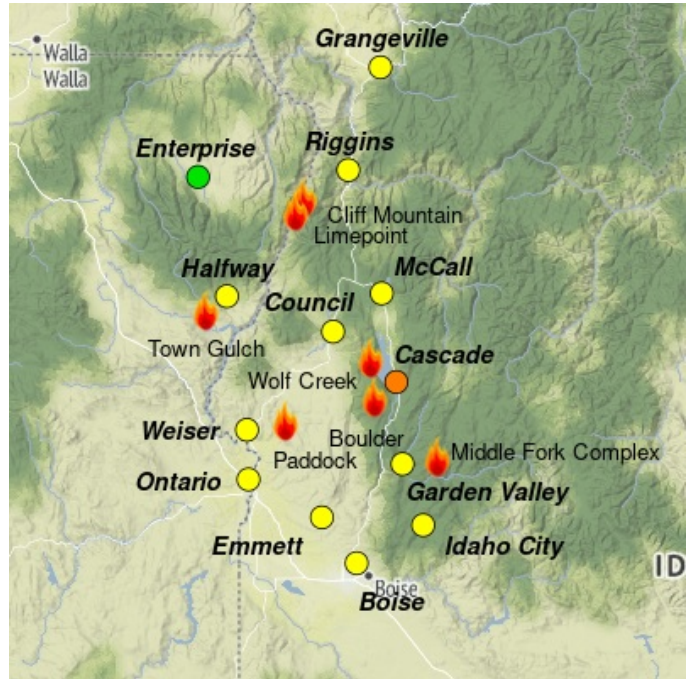 Grangeville
Walla
Walla
Enterprise
Riggins
Cliff Mountain
Limepoint
Halfway
McCall
Council
Town Gulch
Cascade
Wolf Creek
Weiser
Boulder
Paddock
Middle Fork Complex
Ontario
Garden Valley
Emmett
Idaho City
ID
Boise
Boise